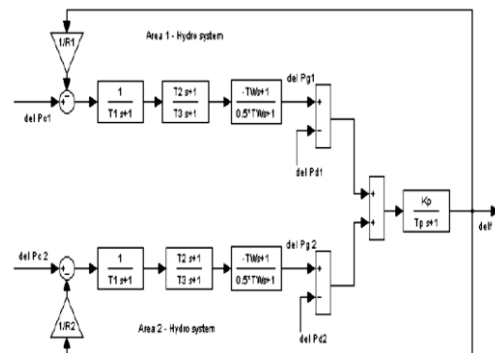 Area 1 - Hydro system
1/R1
del Pc1
1
T1 s+1
T2 s+1
T3 s+1
-TWs+1
0.5*TWs+1
del Pg1
+
-
del Pd1
+
+
Kp
Tp s+1
delf
del Pc 2
+
1
T1 s+1
T2 s+1
T3 s+1
-TWs+1
0.5*TWs+1
del Pg 2
+
-
del Pd2
1/R2
Area 2 - Hydro system